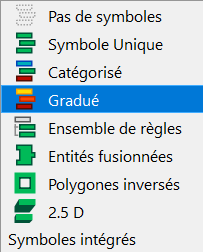 Pas de symboles
Symbole Unique
Catégorisé
Gradué
Ensemble de règles
Entités fusionnées
Polygones inversés
2.5 D
Symboles intégrés